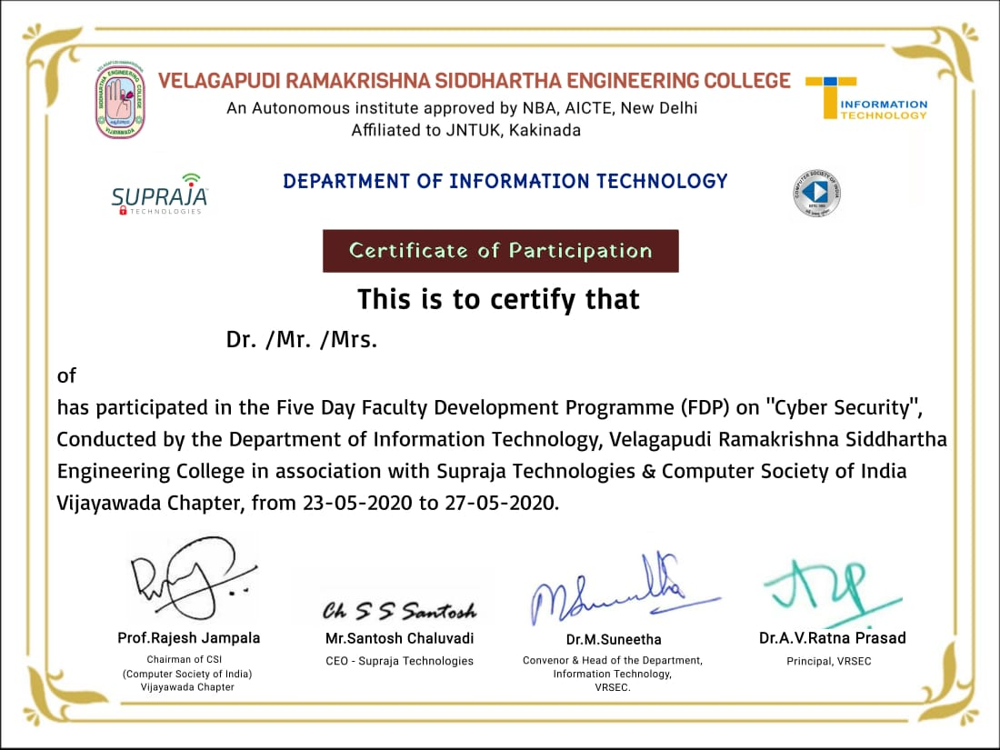 VELAGAPUDI RAMAKRISHNA SIDDHARTHA ENGINEERING COLLEGE
An Autonomous institute approved by NBA, AICTE, New Delhi
Affiliated to JNTUK, Kakinada
INFORMATION
TECHNOLOGY
SUPRAJA
TECHNOLOGIES
DEPARTMENT OF INFORMATION TECHNOLOGY
COMPUTER SOCIETY OF INDIA
Certificate of Participation
This is to certify that
Dr. /Mr. /Mrs.
of
has participated in the Five Day Faculty Development Programme (FDP) on "Cyber Security",
Conducted by the Department of Information Technology, Velagapudi Ramakrishna Siddhartha
Engineering College in association with Supraja Technologies & Computer Society of India
Vijayawada Chapter, from 23-05-2020 to 27-05-2020.
Ch S S Santosh
Prof.Rajesh Jampala
Chairman of CSI
(Computer Society of India)
Vijayawada Chapter
Mr.Santosh Chaluvadi
CEO - Supraja Technologies
Dr.M.Suneetha
Convenor & Head of the Department,
Information Technology,
VRSEC.
Dr.A.V.Ratna Prasad
Principal, VRSEC